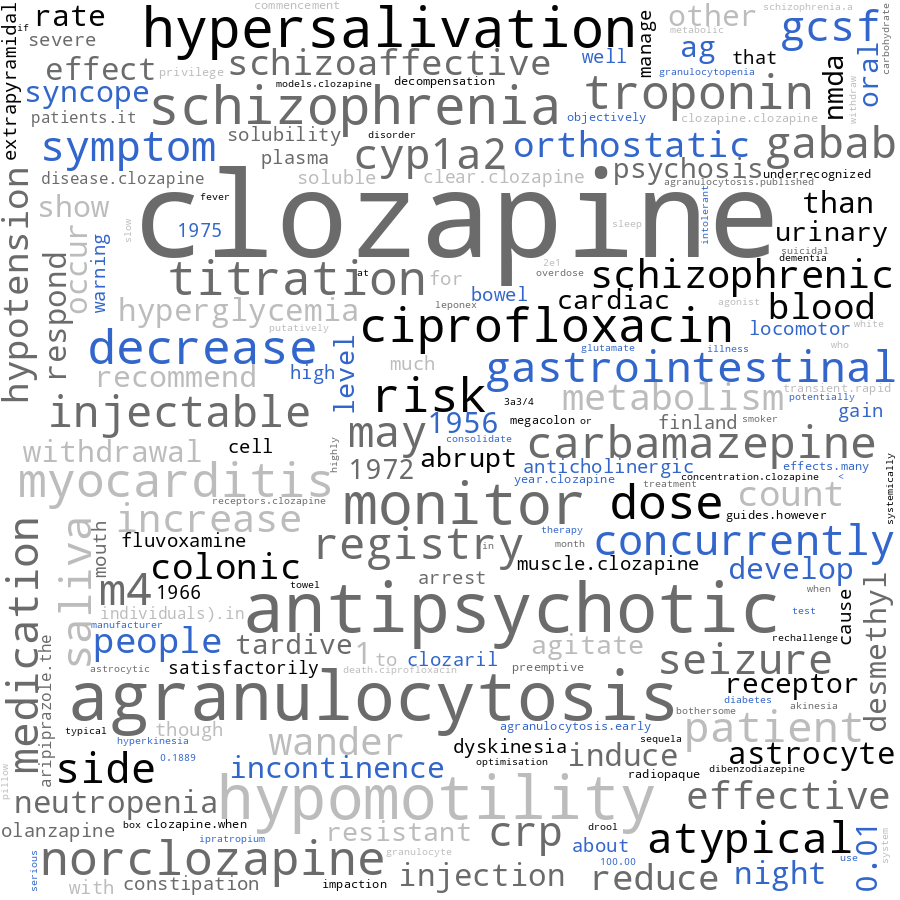 commencement
schizophrenia.a
hypersalivation
rate
if
severe
extrapyramidal
manage
other
metabolic
gcsf
carbohydrate
effect
privilege
schizoaffective
well
ag
that
granulocytopenia
oral
models.clozapine
decompensation
syncope
patients.it
schizophrenia
troponin
nmda
withdraw
objectively
clozapine.clozapine
solubility
disorder
symptom
plasma
cyp1a2
orthostatic
gabab
psychosis
underrecognized
disease.clozapine
soluble
clear.clozapine
agranulocytosis.published
fever
clozapine
intolerant
than
show
1975
slow
sleep
urinary
hypotension
respond
occur
warning
suicidal
dementia
titration
at
for
2e1
overdose
schizophrenic
bowel
cardiac
leponex
agonist
blood
hyperglycemia
putatively
ciprofloxacin
locomotor
white
decrease
level
glutamate
illness
who
recommend
high
much
gastrointestinal
risk
3a3/4
metabolism
transient.rapid
potentially
injectable
1956
megacolon
or
finland
smoker
gain
may
consolidate
carbamazepine
withdrawal
cell
highly
1972
abrupt
anticholinergic
effects.many
<
myocarditis
year.clozapine
treatment
concentration.clozapine
systemically
receptors.clozapine
monitor
dose
count
guides.however
increase
medication
saliva
mouth
fluvoxamine
registry
in
therapy
month
concurrently
colonic
muscle.clozapine
develop
m4
1966
towel
arrest
when
desmethyl
individuals).in
antipsychotic
test
cause
manufacturer
rechallenge
people
tardive
1
to
clozaril
agitate
aripiprazole.the
astrocytic
satisfactorily
death.ciprofloxacin
preemptive
seizure
receptor
agranulocytosis
diabetes
akinesia
bothersome
typical
though
agranulocytosis.early
patient
hyperkinesia
wander
dyskinesia
sequela
optimisation
induce
astrocyte
0.1889
side
incontinence
radiopaque
dibenzodiazepine
pillow
neutropenia
hypomotility
effective
olanzapine
box
clozapine.when
ipratropium
resistant
crp
drool
about
atypical
system
norclozapine
granulocyte
100.00
use
0.01
serious
with
constipation
impaction
injection
reduce
night